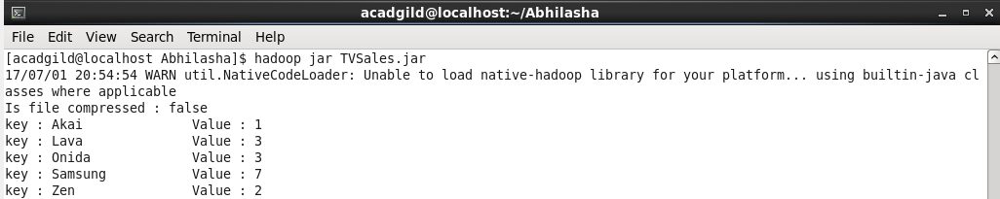 acadgild@localhost:~/Abhilasha
File Edit View Search Terminal Help
[acadgild@localhost Abhilasha]$ hadoop jar TVSales.jar
17/07/01 20:54:54 WARN util.NativeCodeLoader: Unable to load native-hadoop library for your platform... using builtin-java cl
asses where applicable
Is file compressed : false
key : Akai              Value : 1
key : Lava              Value : 3
key : Onida             Value : 3
key : Samsung           Value : 7
key : Zen               Value : 2